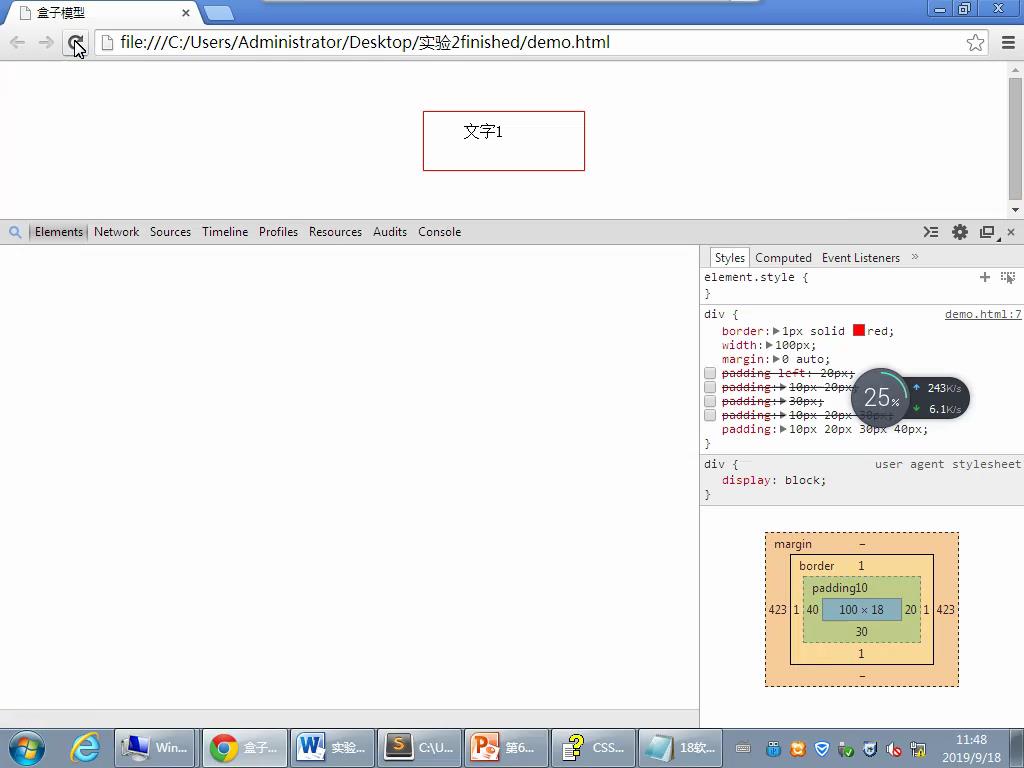 盒子模型
file:///C:/Users/Administrator/Desktop/实验2finished/demo.html
文字1
Elements Network Sources Timeline Profiles Resources Audits Console
Styles Computed Event Listeners »
element.style {
}
div { demo.html:7
border: 1px solid red;
width: 100px;
margin: 0 auto;
padding-left: 20px;
padding: 10px 20px;
padding: 30px;
padding: 10px 20px 30px;
padding: 10px 20px 30px 40px;
}
25%
243K/s
6.1K/s
div { user agent stylesheet
display: block;
}
margin –
border 1
padding10
423 1 40 100 × 18 20 1 423
30
1
–
Win... 盒子... 实验... C:\U... 第6... CSS... 18软...
11:48
2019/9/18